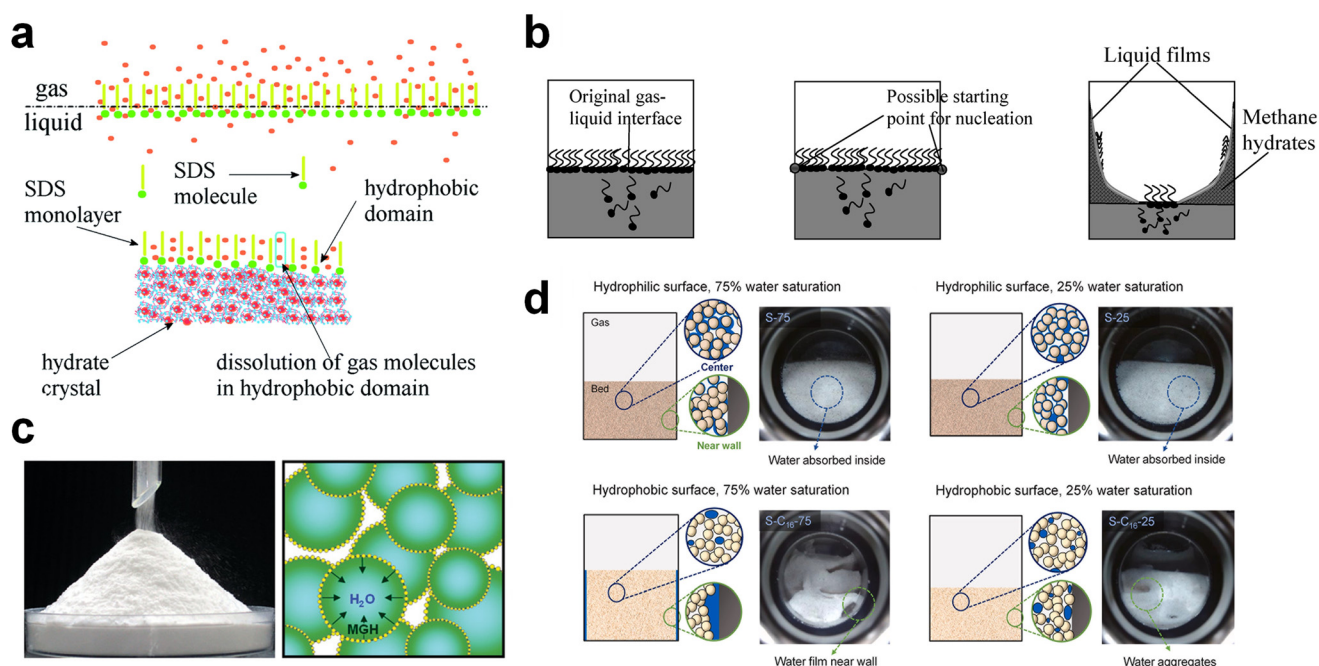 a
gas
liquid
SDS
monolayer
SDS
molecule
hydrophobic
domain
hydrate
crystal
dissolution of gas molecules
in hydrophobic domain
b
Original gas-
liquid interface
Possible starting
point for nucleation
Liquid films
Methane
hydrates
c
H₂O
MGH
d
Hydrophilic surface, 75% water saturation
Gas
Bed
Center
Near wall
S-75
Water absorbed inside
Hydrophilic surface, 25% water saturation
S-25
Water absorbed inside
Hydrophobic surface, 75% water saturation
S-C₁₆-75
Water film near wall
Hydrophobic surface, 25% water saturation
S-C₁₆-25
Water aggregates